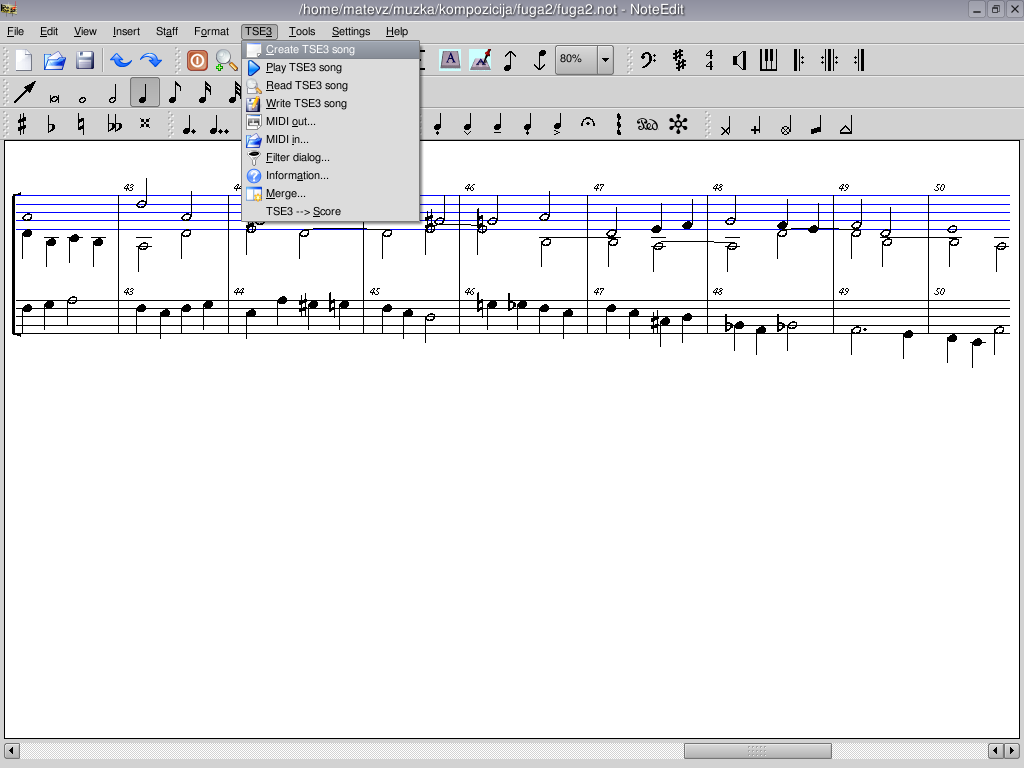 /home/matevz/muzka/kompozicija/fuga2/fuga2.not - NoteEdit
File Edit View Insert Staff Format TSE3 Tools Settings Help
Create TSE3 song
Play TSE3 song
Read TSE3 song
Write TSE3 song
MIDI out...
MIDI in...
Filter dialog...
Information...
Merge...
TSE3 --> Score
A 80%
43 46 47 48 49 50
43 44 45 46 47 48 49 50